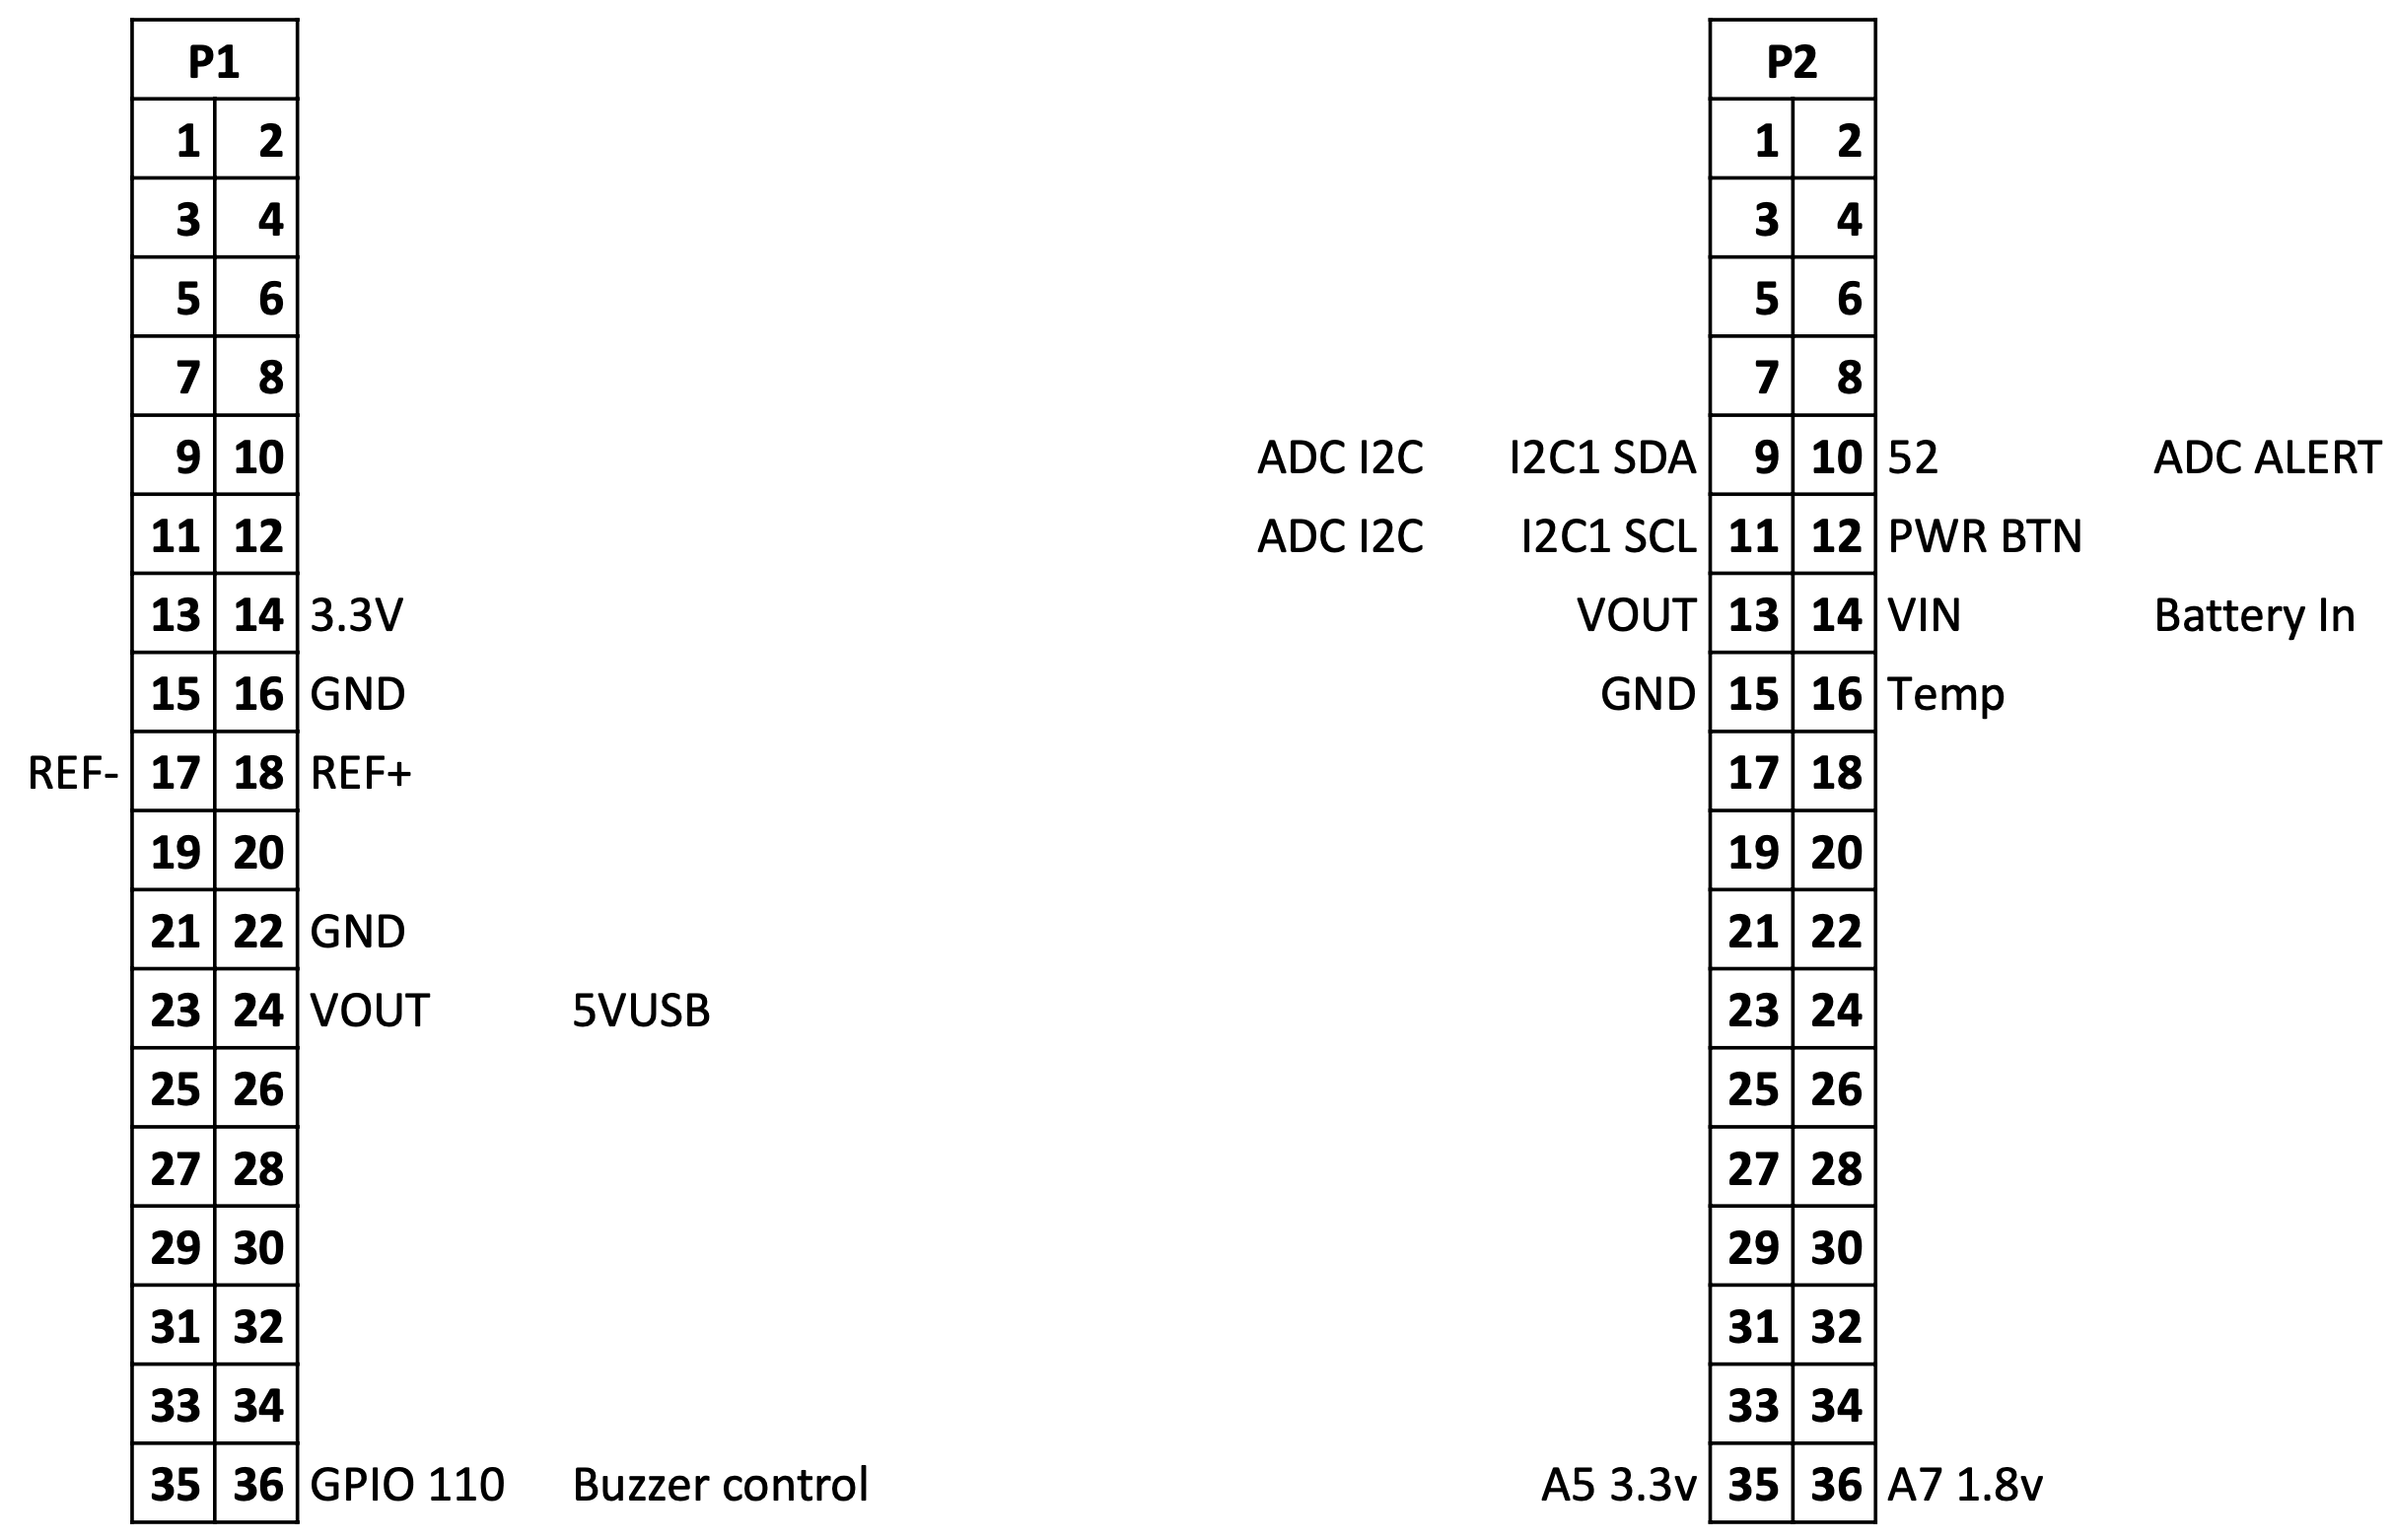 P1 P2
1 2 1 2
3 4 3 4
5 6 5 6
7 8 7 8
9 10 ADC I2C I2C1 SDA 9 10 52 ADC ALERT
11 12 ADC I2C I2C1 SCL 11 12 PWR BTN
13 14 3.3V VOUT 13 14 VIN Battery In
15 16 GND GND 15 16 Temp
REF- 17 18 REF+ 17 18
19 20 19 20
21 22 GND 21 22
23 24 VOUT 5VUSB 23 24
25 26 25 26
27 28 27 28
29 30 29 30
31 32 31 32
33 34 33 34
35 36 GPIO 110 Buzzer control A5 3.3v 35 36 A7 1.8v